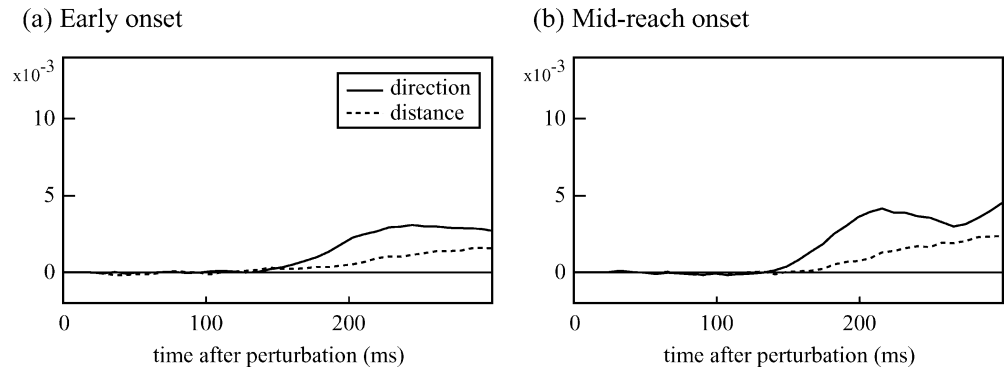 (a) Early onset
x10-3
10
5
0
direction
distance
0 100 200
time after perturbation (ms)
(b) Mid-reach onset
x10-3
10
5
0
0 100 200
time after perturbation (ms)